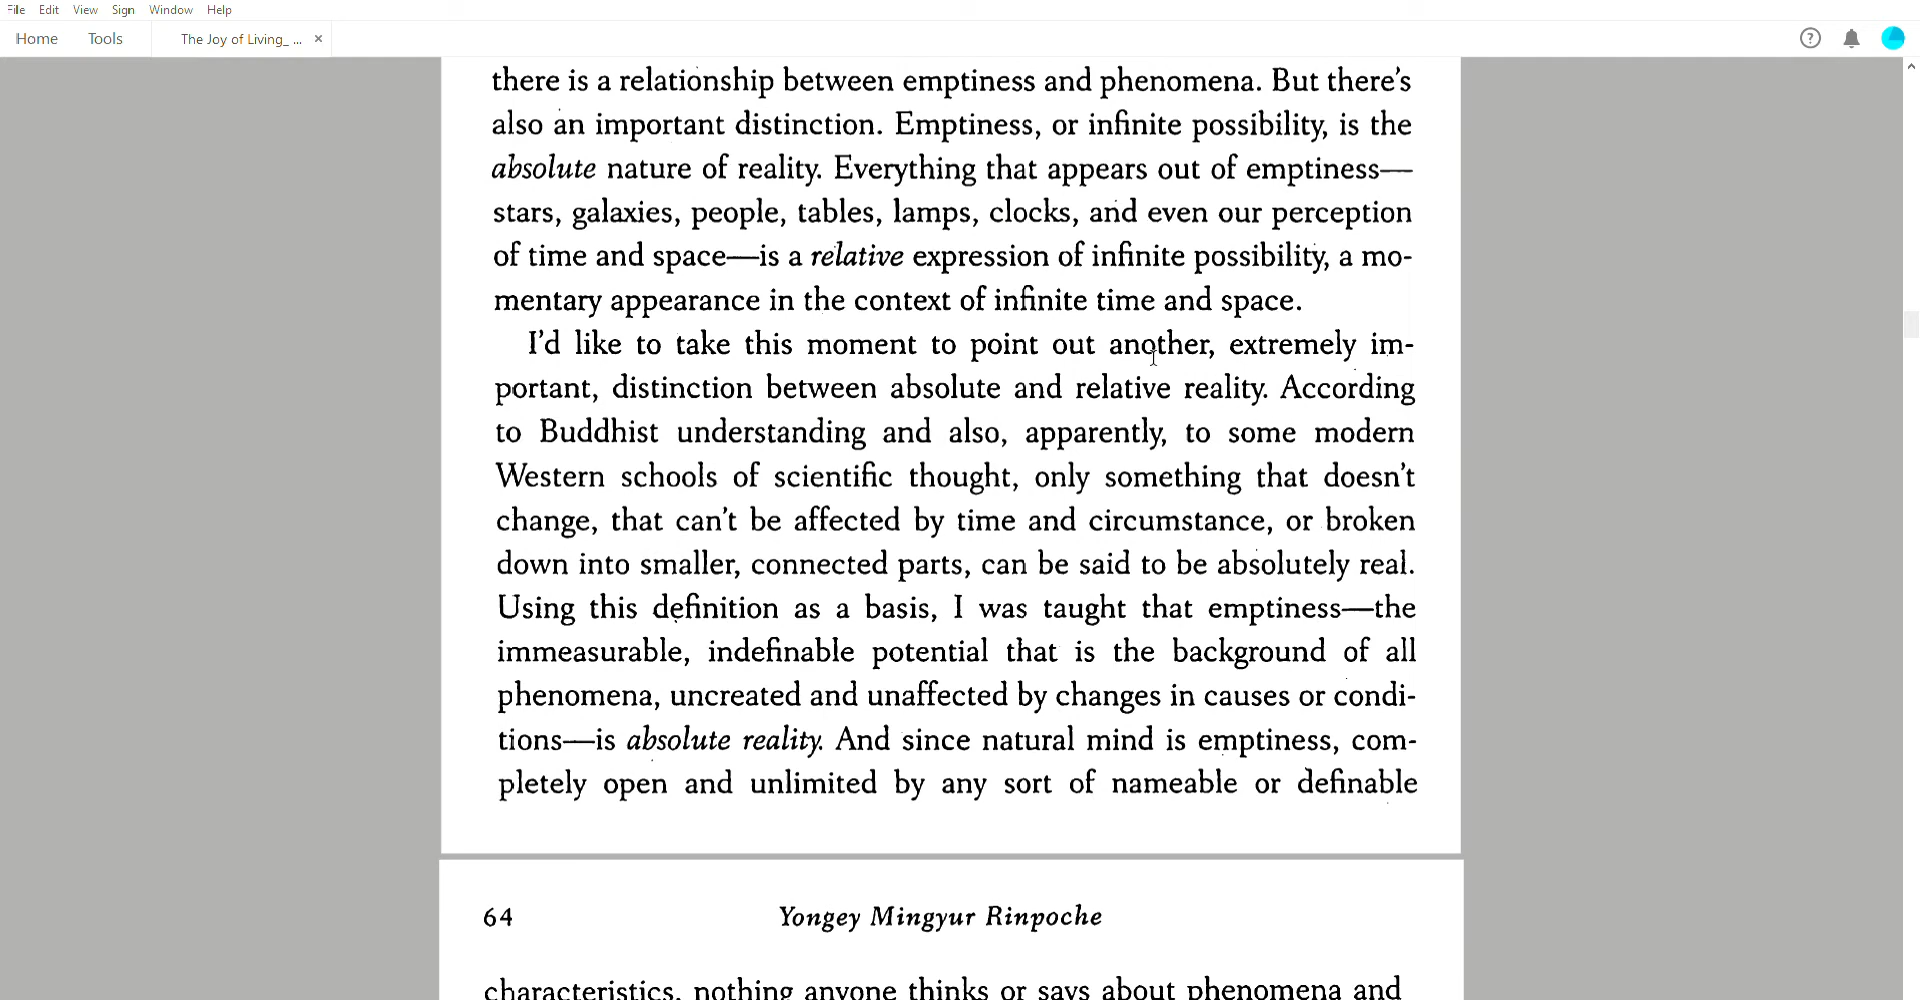 File Edit View Sign Window Help
Home Tools The Joy of Living_ ... ×
there is a relationship between emptiness and phenomena. But there's
also an important distinction. Emptiness, or infinite possibility, is the
absolute nature of reality. Everything that appears out of emptiness—
stars, galaxies, people, tables, lamps, clocks, and even our perception
of time and space—is a relative expression of infinite possibility, a mo-
mentary appearance in the context of infinite time and space.
I'd like to take this moment to point out another, extremely im-
portant, distinction between absolute and relative reality. According
to Buddhist understanding and also, apparently, to some modern
Western schools of scientific thought, only something that doesn't
change, that can't be affected by time and circumstance, or broken
down into smaller, connected parts, can be said to be absolutely real.
Using this definition as a basis, I was taught that emptiness—the
immeasurable, indefinable potential that is the background of all
phenomena, uncreated and unaffected by changes in causes or condi-
tions—is absolute reality. And since natural mind is emptiness, com-
pletely open and unlimited by any sort of nameable or definable
64 Yongey Mingyur Rinpoche
characteristics, nothing anyone thinks or says about phenomena and